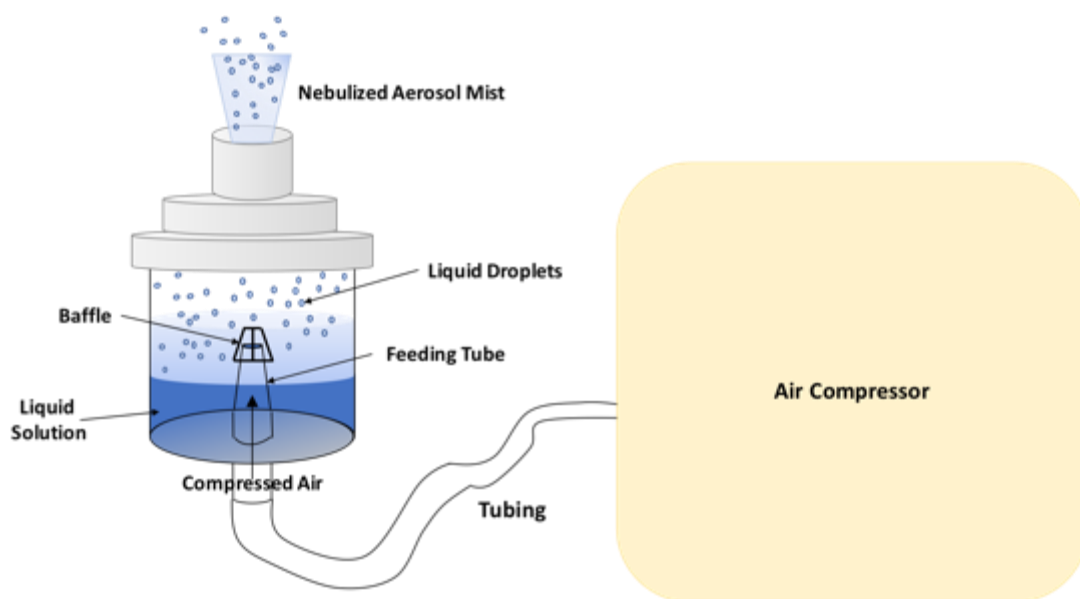 Nebulized Aerosol Mist
Liquid Droplets
Baffle
Feeding Tube
Air Compressor
Liquid
Solution
Compressed Air
Tubing